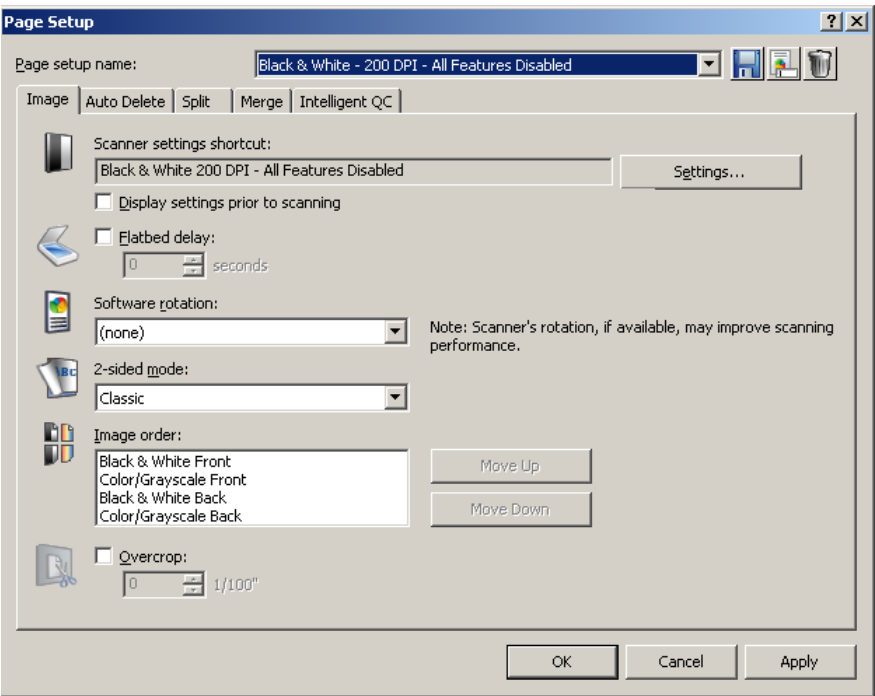 Page Setup
Page setup name:
Black & White - 200 DPI - All Features Disabled
Image
Auto Delete
Split
Merge
Intelligent QC
Scanner settings shortcut:
Black & White 200 DPI - All Features Disabled
Settings...
Display settings prior to scanning
Flatbed delay:
0
seconds
Software rotation:
(none)
Note: Scanner's rotation, if available, may improve scanning
performance.
2-sided mode:
ABC
Classic
Image order:
Black & White Front
Color/Grayscale Front
Black & White Back
Color/Grayscale Back
Move Up
Move Down
Overcrop:
0
1/100"
OK
Cancel
Apply